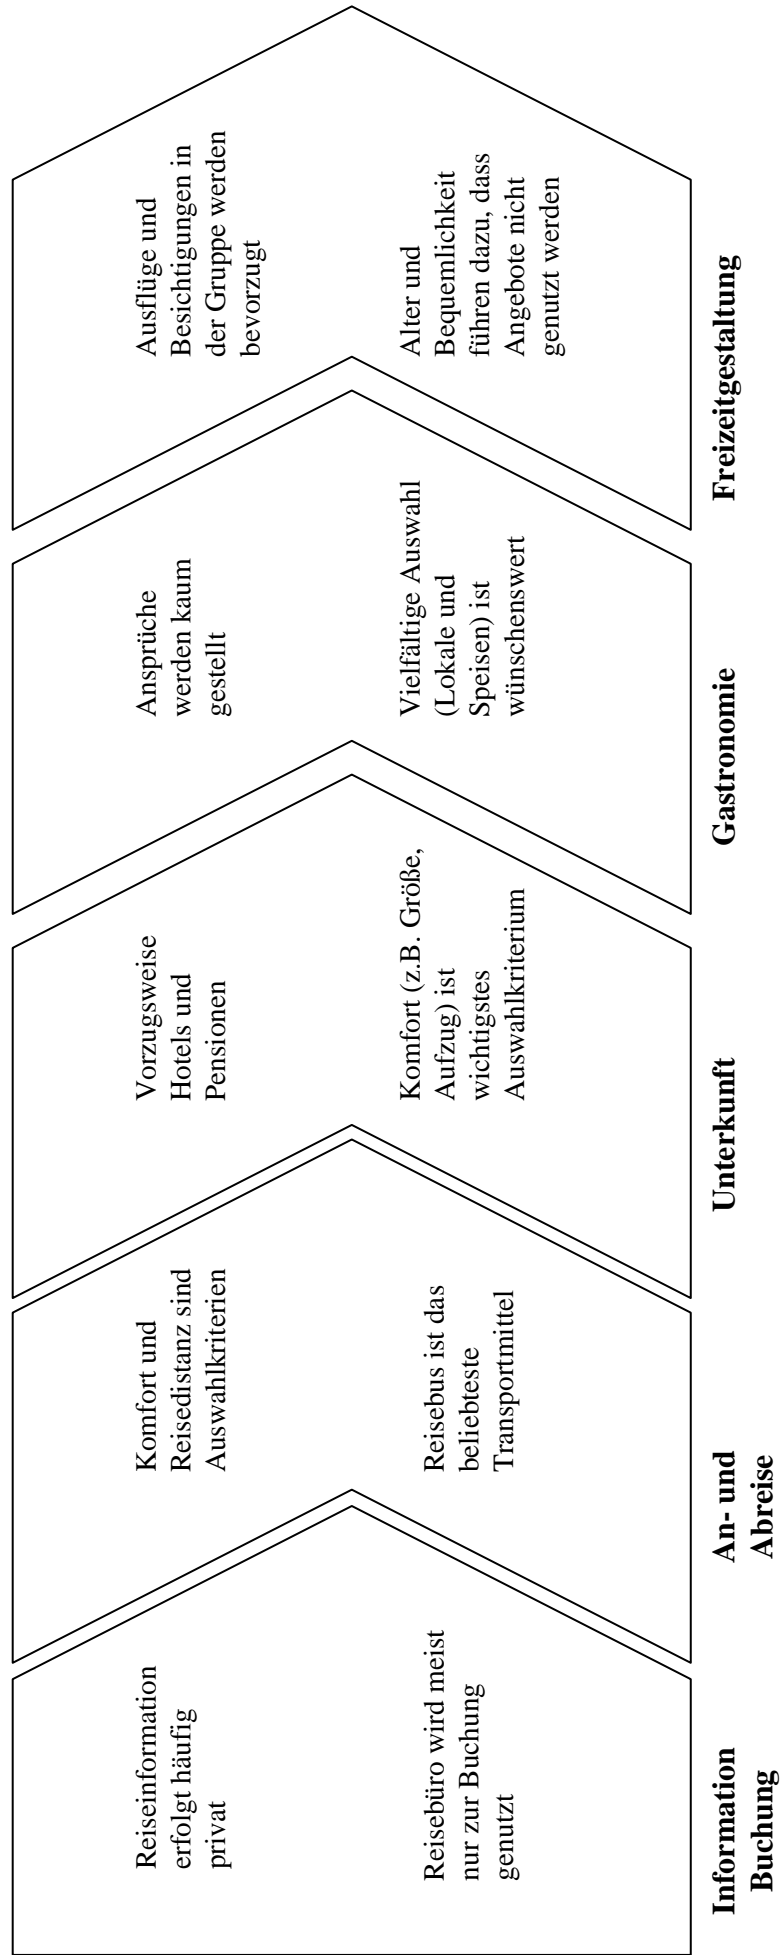 Reiseinformation
erfolgt häufig
privat
Reisebüro wird meist
nur zur Buchung
genutzt
Information
Buchung
Komfort und
Reisedistanz sind
Auswahlkriterien
Reisebus ist das
beliebteste
Transportmittel
An- und
Abreise
Vorzugsweise
Hotels und
Pensionen
Komfort (z.B. Größe,
Aufzug) ist
wichtigstes
Auswahlkriterium
Unterkunft
Ansprüche
werden kaum
gestellt
Vielfältige Auswahl
(Lokale und
Speisen) ist
wünschenswert
Gastronomie
Ausflüge und
Besichtigungen in
der Gruppe werden
bevorzugt
Alter und
Bequemlichkeit
führen dazu, dass
Angebote nicht
genutzt werden
Freizeitgestaltung